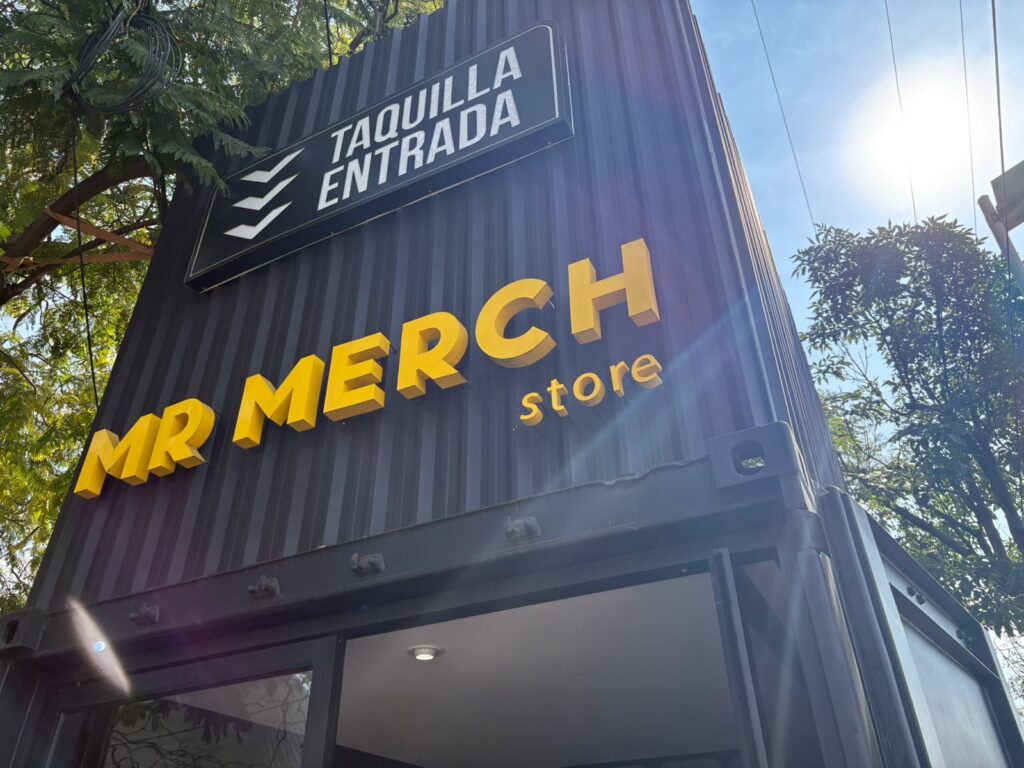 TAQUILLA
ENTRADA
MR MERCH
store